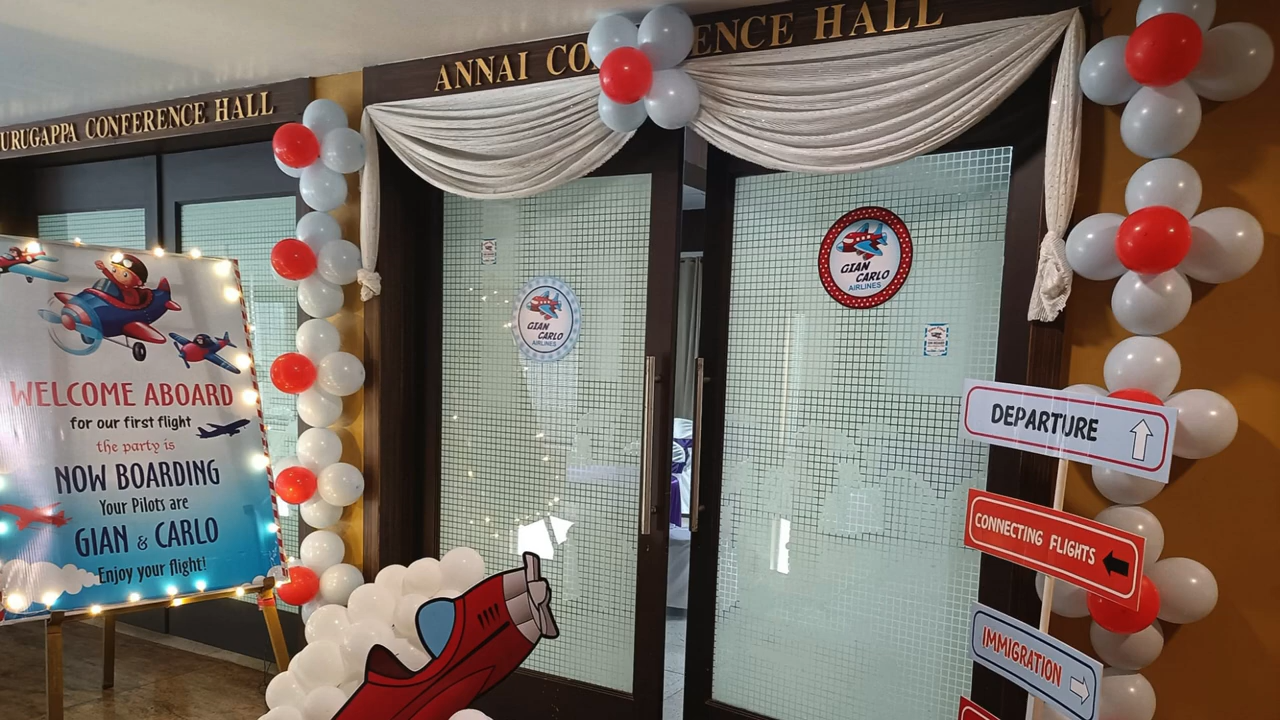 URUGAPPA CONFERENCE HALL
ANNAI CO ENCE HALL
WELCOME ABOARD
for our first flight
the party is
NOW BOARDING
Your Pilots are
GIAN & CARLO
Enjoy your flight!
GIAN
CARLO
AIRLINES
GIAN
CARLO
AIRLINES
DEPARTURE
CONNECTING FLIGHTS
IMMIGRATION